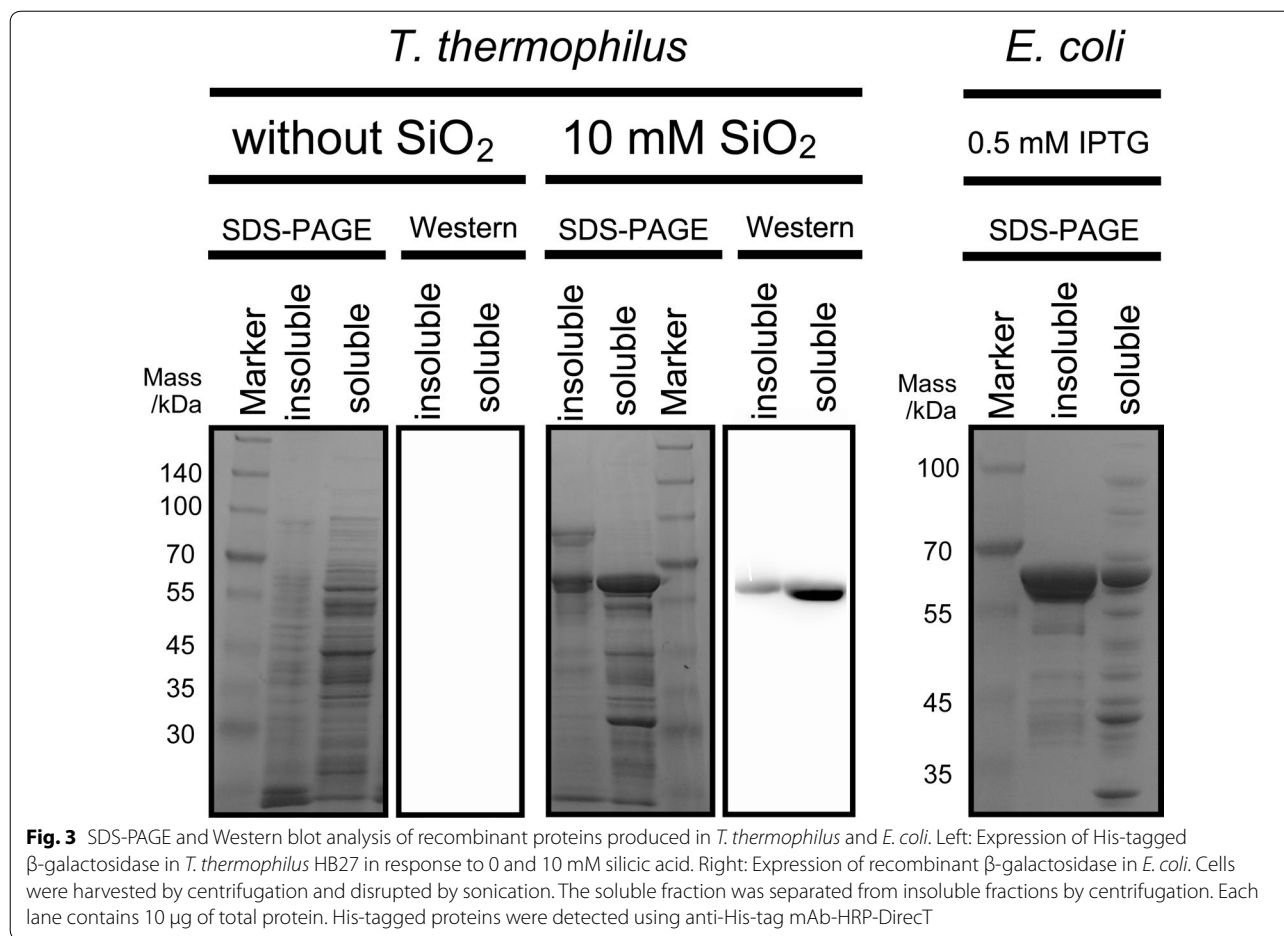 T. thermophilus E. coli
without SiO2 10 mM SiO2 0.5 mM IPTG
SDS-PAGE Western SDS-PAGE Western SDS-PAGE
Mass /kDa Marker insoluble soluble insoluble soluble insoluble soluble Marker insoluble soluble Mass /kDa Marker insoluble soluble
140
100
70
55
45
35
30
100
70
55
45
35
Fig. 3 SDS-PAGE and Western blot analysis of recombinant proteins produced in T. thermophilus and E. coli. Left: Expression of His-tagged
β-galactosidase in T. thermophilus HB27 in response to 0 and 10 mM silicic acid. Right: Expression of recombinant β-galactosidase in E. coli. Cells
were harvested by centrifugation and disrupted by sonication. The soluble fraction was separated from insoluble fractions by centrifugation. Each
lane contains 10 μg of total protein. His-tagged proteins were detected using anti-His-tag mAb-HRP-DirecT